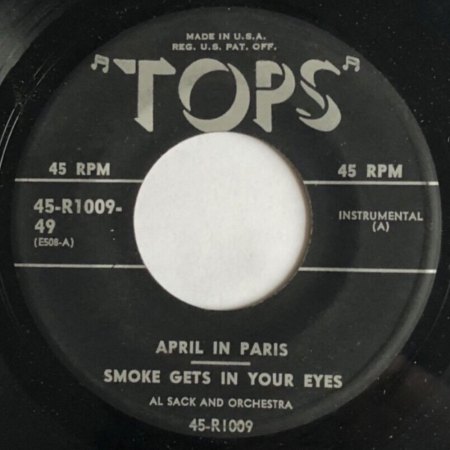 MADE IN U.S.A.
REG. U.S. PAT. OFF.
"TOPS"
45 RPM
45 RPM
45-R1009-
49
(E508-A)
INSTRUMENTAL
(A)
APRIL IN PARIS
SMOKE GETS IN YOUR EYES
AL SACK AND ORCHESTRA
45-R1009